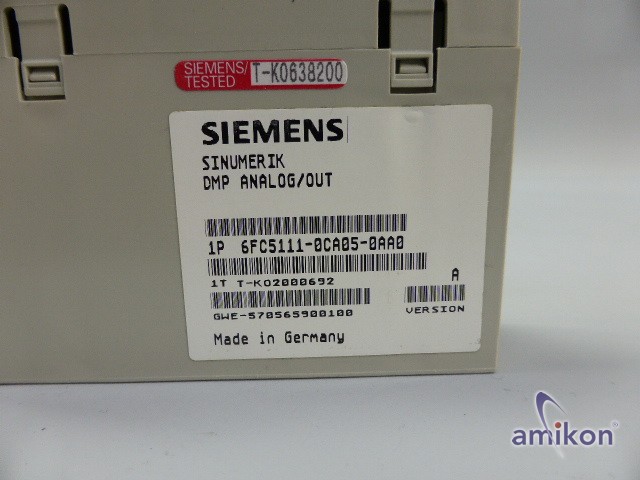 SIEMENS/
TESTED
T-K0638200
SIEMENS
SINUMERIK
DMP ANALOG/OUT
1P 6FC5111-0CA05-0AA0
1T T-K02000692
A
GWE-570565900100
VERSION
Made in Germany
amikon